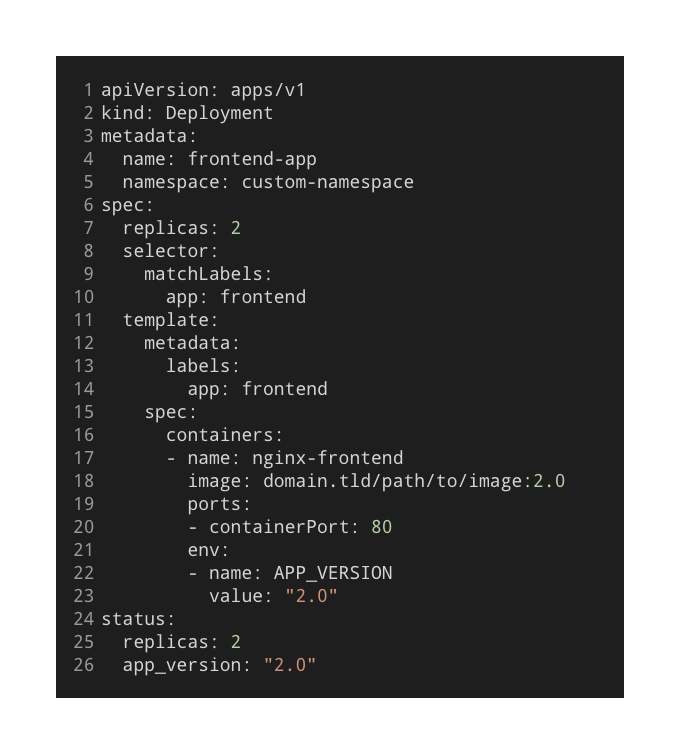 1 apiVersion: apps/v1
2 kind: Deployment
3 metadata:
4   name: frontend-app
5   namespace: custom-namespace
6 spec:
7   replicas: 2
8   selector:
9     matchLabels:
10       app: frontend
11   template:
12     metadata:
13       labels:
14         app: frontend
15     spec:
16       containers:
17       - name: nginx-frontend
18         image: domain.tld/path/to/image:2.0
19         ports:
20         - containerPort: 80
21         env:
22         - name: APP_VERSION
23           value: "2.0"
24 status:
25   replicas: 2
26   app_version: "2.0"